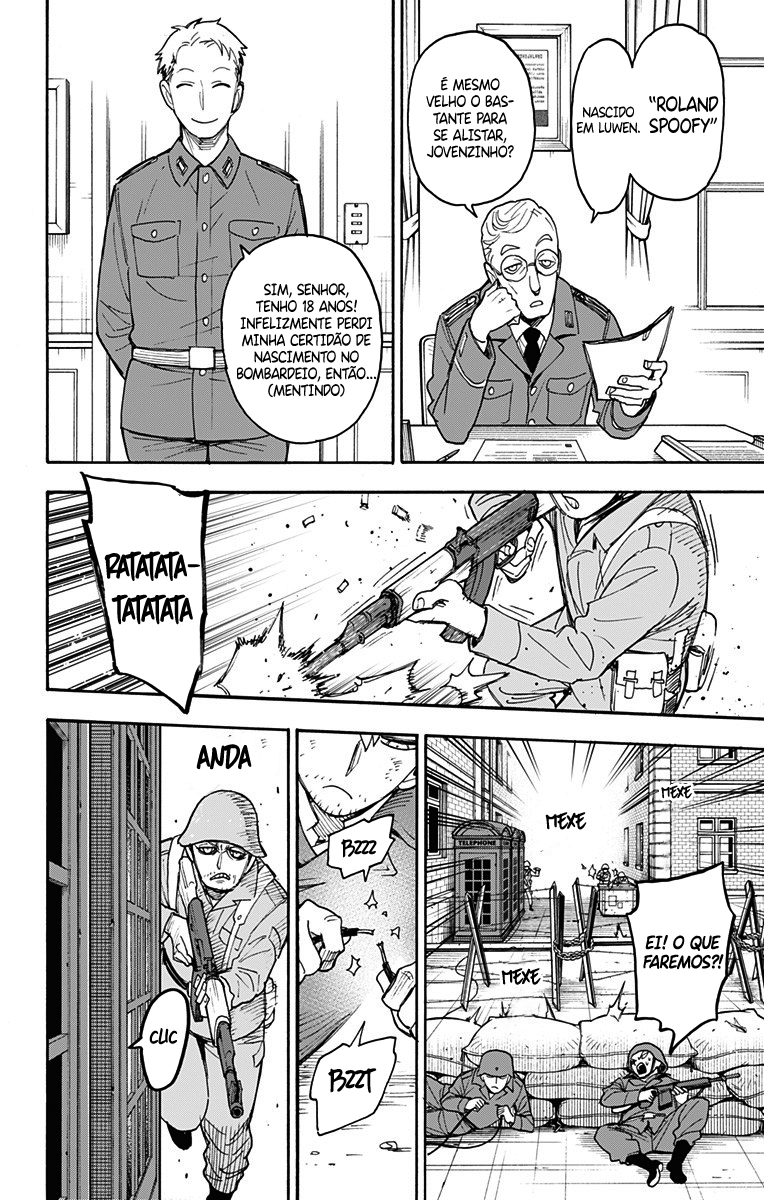 “ROLAND
SPOOFY”
NASCIDO
EM LUWEN.
É MESMO
VELHO O BAS-
TANTE PARA
SE ALISTAR,
JOVENZINHO?
SIM, SENHOR,
TENHO 18 ANOS!
INFELIZMENTE PERDI
MINHA CERTIDÃO DE
NASCIMENTO NO
BOMBARDEIO, ENTÃO...
(MENTINDO)
RATATATA-
TATATATA
MEXE
MEXE
TELEPHONE
EI! O QUE
FAREMOS?!
MEXE
BZZZ
BZZT
ANDA
CLIC